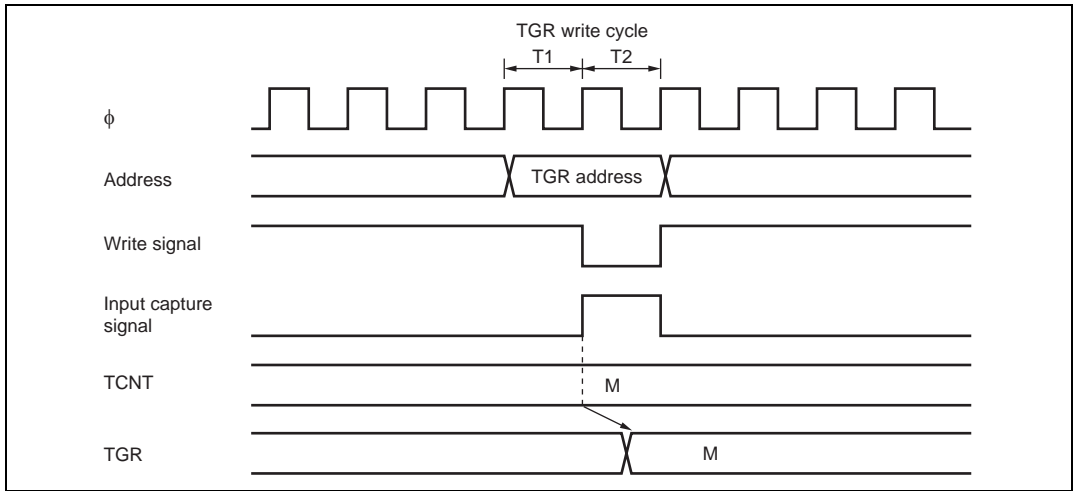 TGR write cycle
T1 T2
ϕ
Address
TGR address
Write signal
Input capture
signal
TCNT
M
TGR
M